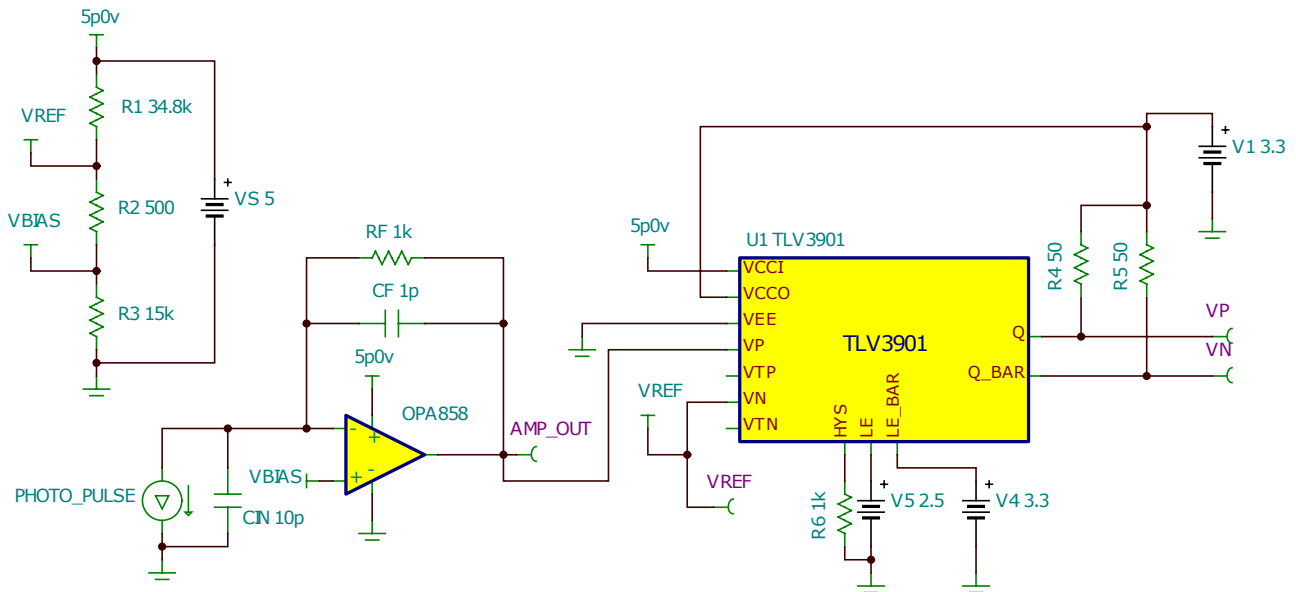 5p0v
R1 34.8k
VREF
R2 500
VBIAS
R3 15k
VS 5
RF 1k
CF 1p
5p0v
OPA858
AMP_OUT
VBIAS
PHOTO_PULSE
CIN 10p
-
+
+
-
5p0v
U1 TLV3901
VCCI
VCCO
VEE
VP
VTP
VN
VTN
TLV3901
Q
Q_BAR
HYS
LE
LE_BAR
VREF
VREF
R6 1k
+
V5 2.5
+
V4 3.3
R4 50
R5 50
+
V1 3.3
VP
VN
+